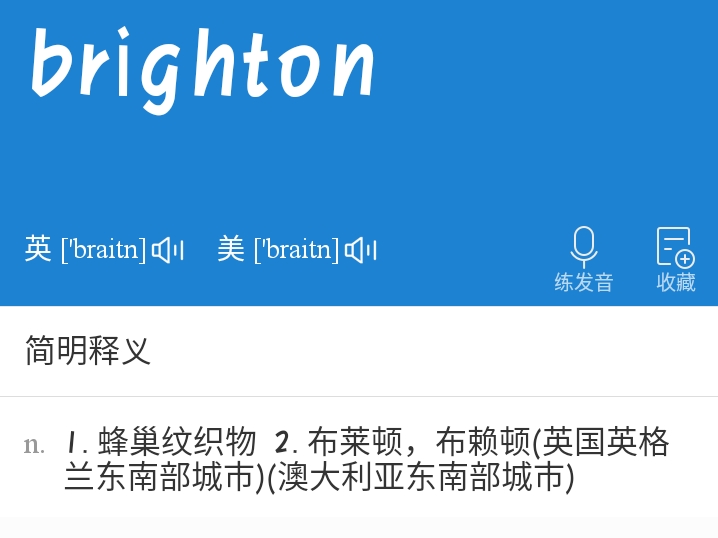 brighton
英 ['braitn] 美 ['braitn]
练发音 收藏
简明释义
n. 1. 蜂巢纹织物 2. 布莱顿，布赖顿(英国英格
兰东南部城市)(澳大利亚东南部城市)